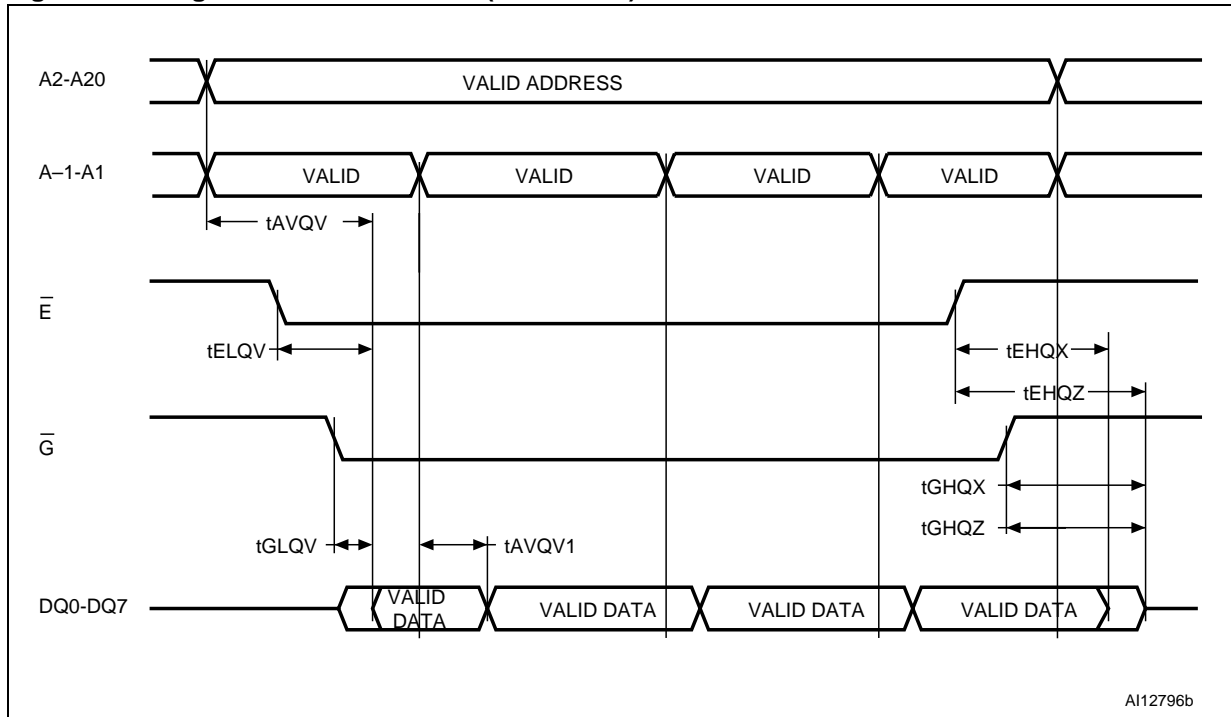 A2-A20
VALID ADDRESS
A–1-A1
VALID
VALID
VALID
VALID
tAVQV
E
tELQV
tEHQX
tEHQZ
G
tGHQX
tGHQZ
tGLQV
tAVQV1
DQ0-DQ7
VALID
DATA
VALID DATA
VALID DATA
VALID DATA
AI12796b